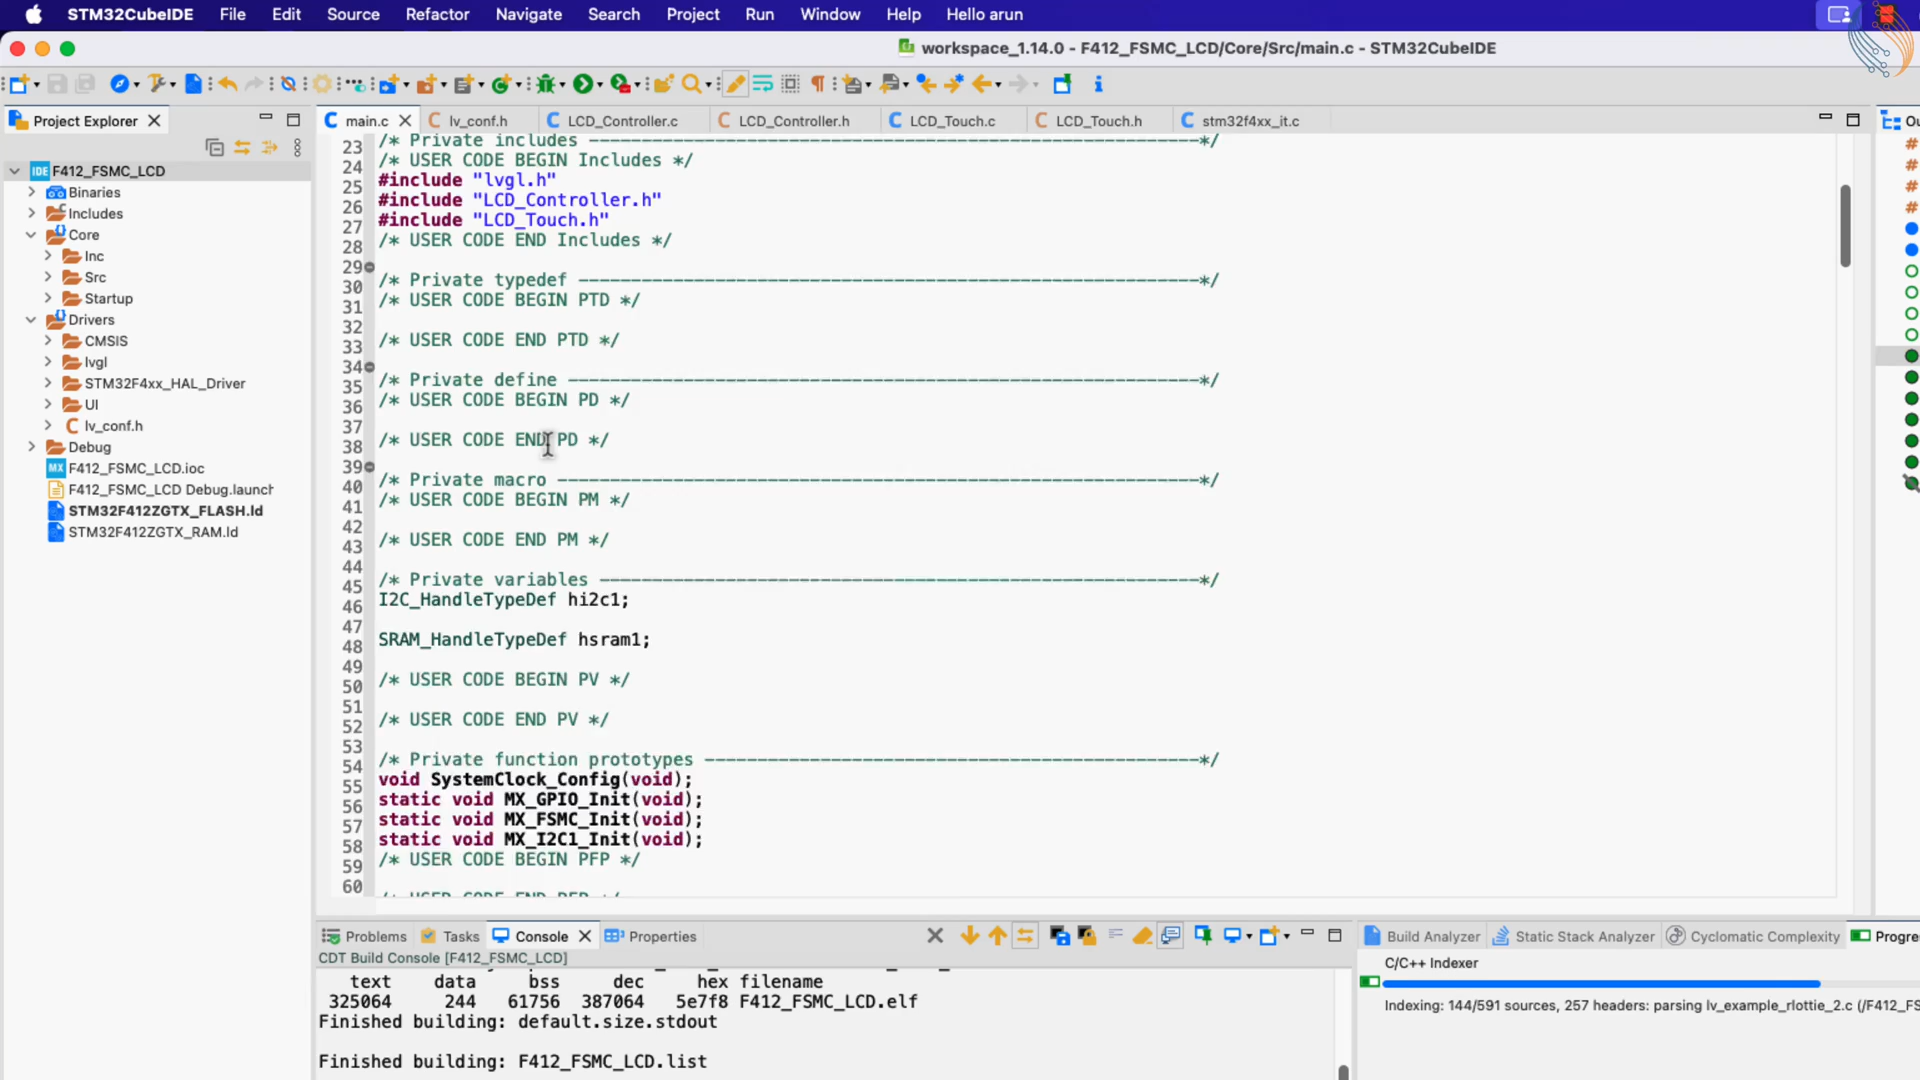 STM32CubeIDE File Edit Source Refactor Navigate Search Project Run Window Help Hello arun
workspace_1.14.0 - F412_FSMC_LCD/Core/Src/main.c - STM32CubeIDE
Project Explorer
F412_FSMC_LCD
Binaries
Includes
Core
Inc
Src
Startup
Drivers
CMSIS
lvgl
STM32F4xx_HAL_Driver
UI
lv_conf.h
Debug
F412_FSMC_LCD.ioc
F412_FSMC_LCD Debug.launch
STM32F412ZGTX_FLASH.ld
STM32F412ZGTX_RAM.ld
main.c lv_conf.h LCD_Controller.c LCD_Controller.h LCD_Touch.c LCD_Touch.h stm32f4xx_it.c
Ou
23 /* Private includes ----------------------------------------------------------*/
24 /* USER CODE BEGIN Includes */
25 #include "lvgl.h"
26 #include "LCD_Controller.h"
27 #include "LCD_Touch.h"
28 /* USER CODE END Includes */
29
30 /* Private typedef -----------------------------------------------------------*/
31 /* USER CODE BEGIN PTD */
32
33 /* USER CODE END PTD */
34
35 /* Private define ------------------------------------------------------------*/
36 /* USER CODE BEGIN PD */
37
38 /* USER CODE END PD */
39
40 /* Private macro -------------------------------------------------------------*/
41 /* USER CODE BEGIN PM */
42
43 /* USER CODE END PM */
44
45 /* Private variables ---------------------------------------------------------*/
46 I2C_HandleTypeDef hi2c1;
47
48 SRAM_HandleTypeDef hsram1;
49
50 /* USER CODE BEGIN PV */
51
52 /* USER CODE END PV */
53
54 /* Private function prototypes -----------------------------------------------*/
55 void SystemClock_Config(void);
56 static void MX_GPIO_Init(void);
57 static void MX_FSMC_Init(void);
58 static void MX_I2C1_Init(void);
59 /* USER CODE BEGIN PFP */
60
Problems Tasks Console Properties
CDT Build Console [F412_FSMC_LCD]
text data bss dec hex filename
325064 244 61756 387064 5e7f8 F412_FSMC_LCD.elf
Finished building: default.size.stdout
Finished building: F412_FSMC_LCD.list
Build Analyzer Static Stack Analyzer Cyclomatic Complexity Progre
C/C++ Indexer
Indexing: 144/591 sources, 257 headers: parsing lv_example_rlottie_2.c (/F412_FS